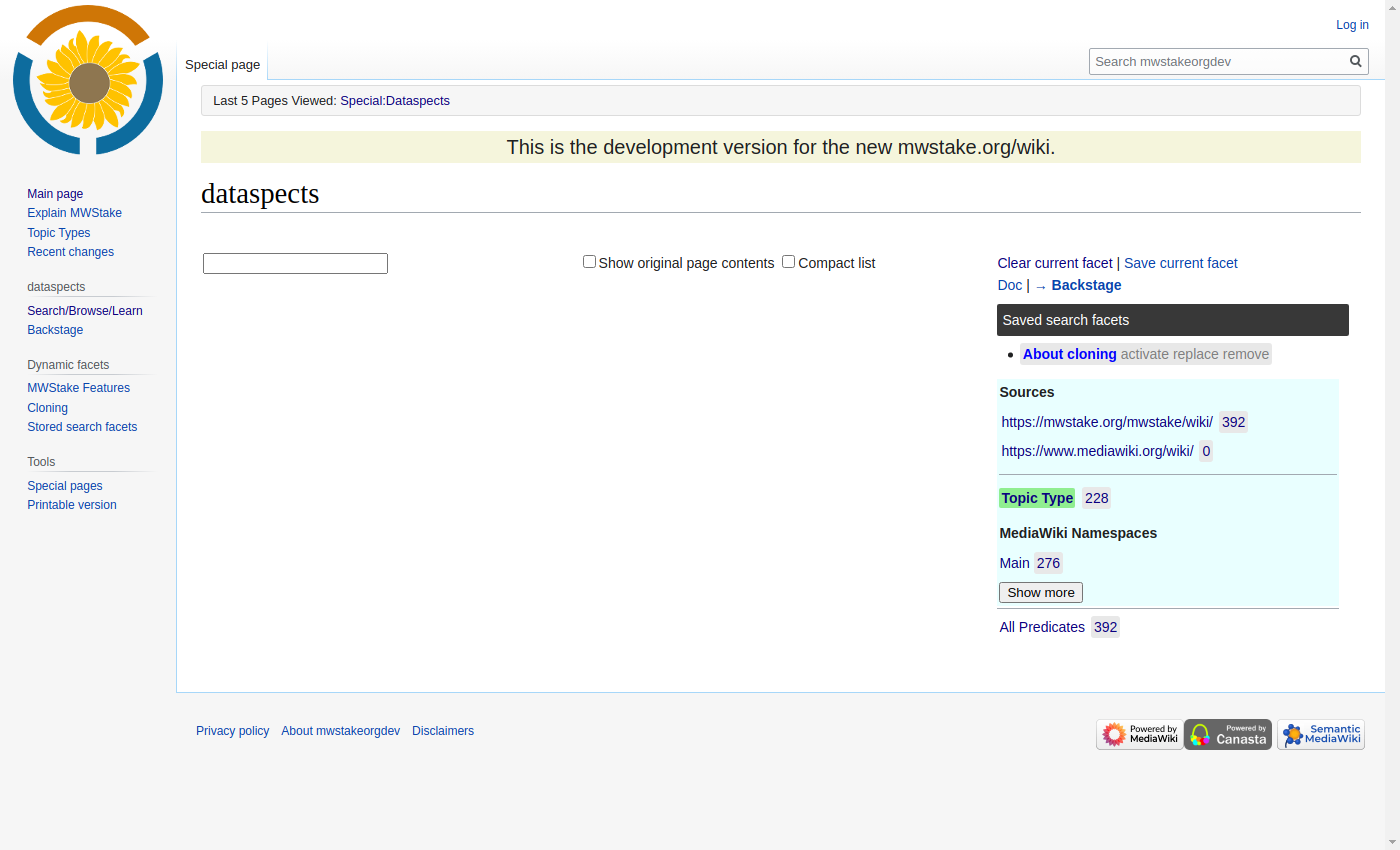 Log in
Special page
Search mwstakeorgdev
Last 5 Pages Viewed: Special:Dataspects
This is the development version for the new mwstake.org/wiki.
dataspects
Main page
Explain MWStake
Topic Types
Recent changes
dataspects
Search/Browse/Learn
Backstage
Dynamic facets
MWStake Features
Cloning
Stored search facets
Tools
Special pages
Printable version
Show original page contents Compact list
Clear current facet | Save current facet
Doc | → Backstage
Saved search facets
• About cloning activate replace remove
Sources
https://mwstake.org/mwstake/wiki/ 392
https://www.mediawiki.org/wiki/ 0
Topic Type 228
MediaWiki Namespaces
Main 276
Show more
All Predicates 392
Privacy policy About mwstakeorgdev Disclaimers
Powered by
MediaWiki
Powered by
Canasta
Semantic
MediaWiki